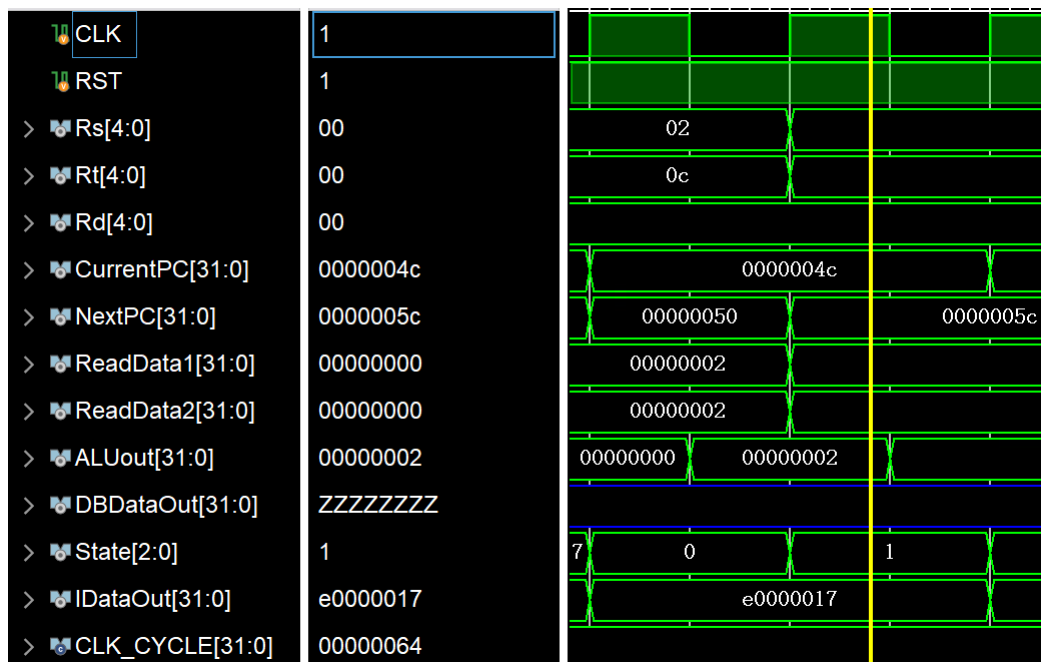 CLK 1
RST 1
Rs[4:0] 00 02
Rt[4:0] 00 0c
Rd[4:0] 00
CurrentPC[31:0] 0000004c 0000004c
NextPC[31:0] 0000005c 00000050 0000005c
ReadData1[31:0] 00000000 00000002
ReadData2[31:0] 00000000 00000002
ALUout[31:0] 00000002 00000000 00000002
DBDataOut[31:0] ZZZZZZZZ
State[2:0] 1 7 0 1
IDataOut[31:0] e0000017 e0000017
CLK_CYCLE[31:0] 00000064